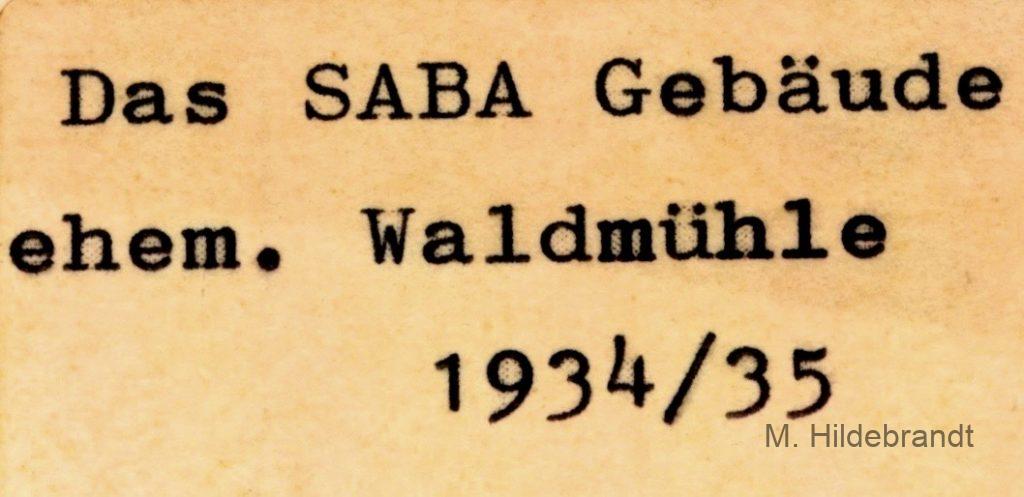 Das SABA Gebäude
ehem. Waldmühle
1934/35
M. Hildebrandt